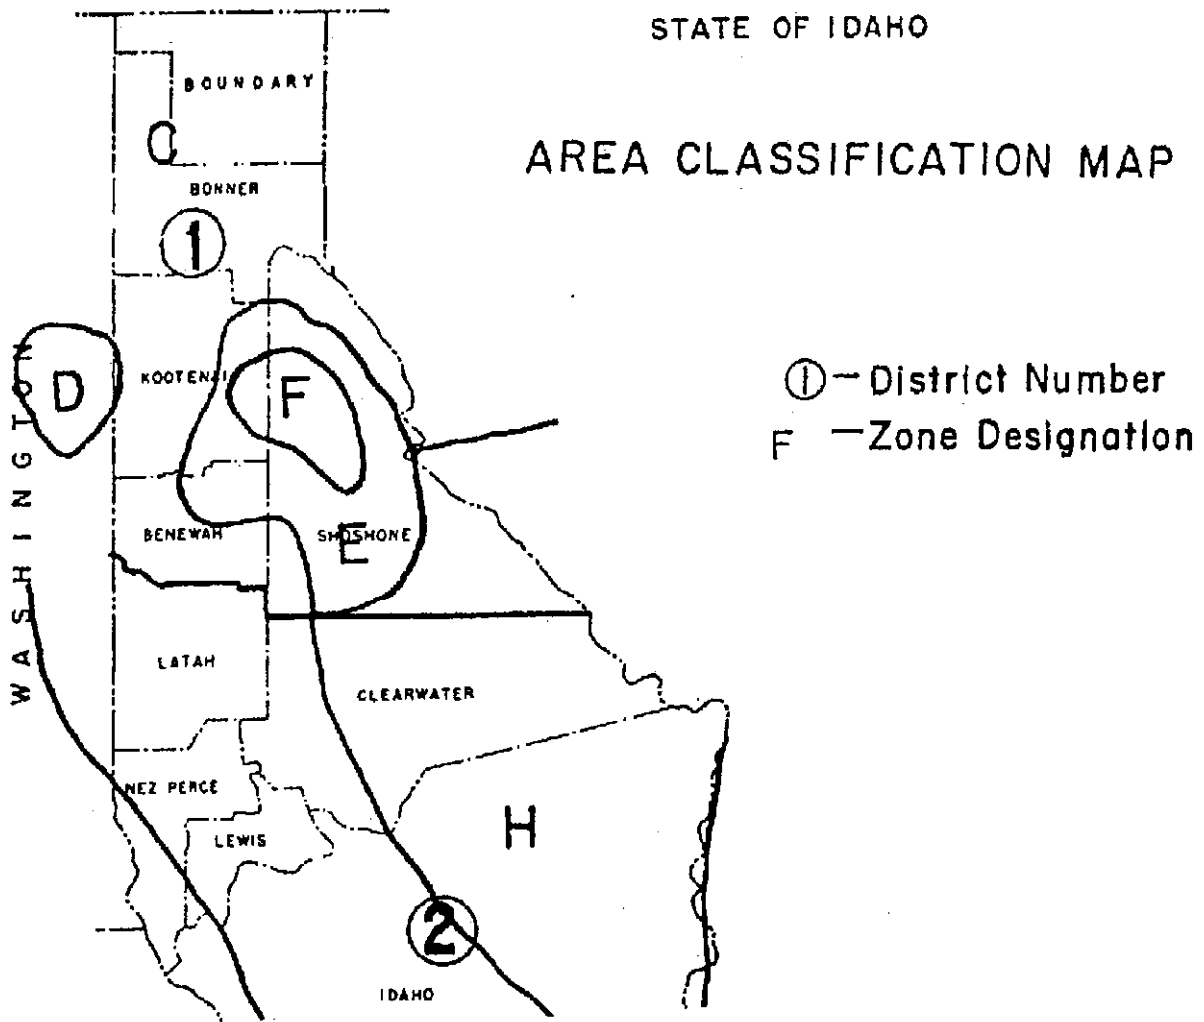 STATE OF IDAHO
AREA CLASSIFICATION MAP
BOUNDARY
C
BONNER
1
WASHINGTON
D
KOOTENAI
F
1 — District Number
F — Zone Designation
BENEWAH
SHOSHONE
E
LATAH
CLEARWATER
NEZ PERCE
LEWIS
H
2
IDAHO